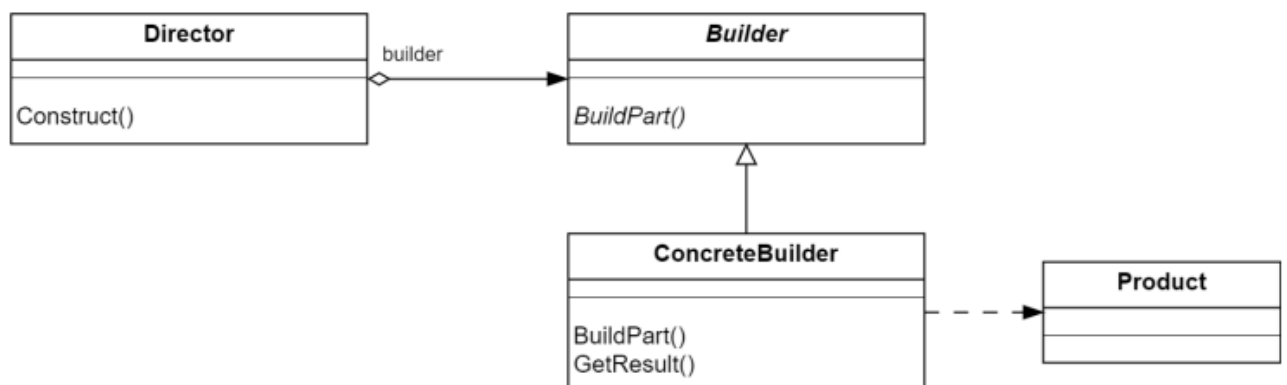 Director
builder
Builder
Construct()
BuildPart()
ConcreteBuilder
BuildPart()
GetResult()
Product